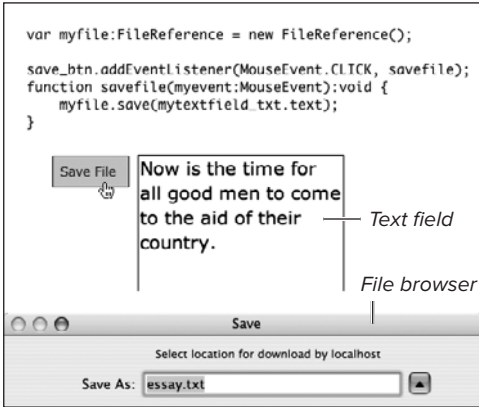 var myfile:FileReference = new FileReference();
save_btn.addEventListener(MouseEvent.CLICK, savefile);
function savefile(myevent:MouseEvent):void {
myfile.save(mytextfield_txt.text);
}
Save File
Now is the time for
all good men to come
to the aid of their
country.
Text field
File browser
Save
Select location for download by localhost
Save As: essay.txt